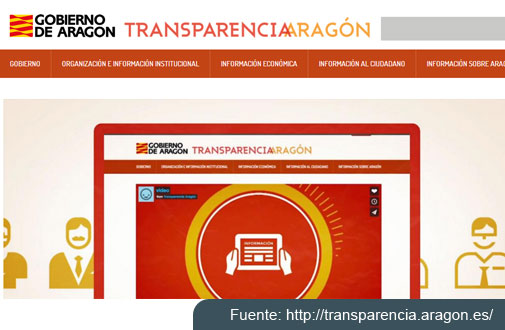 GOBIERNO
DE ARAGON
TRANSPARENCIA ARAGÓN
GOBIERNO ORGANIZACIÓN E INFORMACIÓN INSTITUCIONAL INFORMACIÓN ECONÓMICA INFORMACIÓN AL CIUDADANO INFORMACIÓN SOBRE ARAG
GOBIERNO
DE ARAGON
TRANSPARENCIA ARAGÓN
GOBIERNO ORGANIZACIÓN E INFORMACIÓN INSTITUCIONAL INFORMACIÓN ECONÓMICA INFORMACIÓN AL CIUDADANO INFORMACIÓN SOBRE ARAGÓN
video
Transparencia Aragón
INFORMACIÓN
Fuente: http://transparencia.aragon.es/